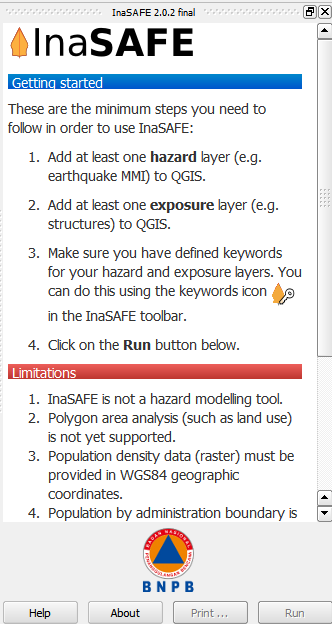 InaSAFE 2.0.2 final
InaSAFE
Getting started
These are the minimum steps you need to
follow in order to use InaSAFE:
1. Add at least one hazard layer (e.g.
earthquake MMI) to QGIS.
2. Add at least one exposure layer (e.g.
structures) to QGIS.
3. Make sure you have defined keywords
for your hazard and exposure layers. You
can do this using the keywords icon
in the InaSAFE toolbar.
4. Click on the Run button below.
Limitations
1. InaSAFE is not a hazard modelling tool.
2. Polygon area analysis (such as land use)
is not yet supported.
3. Population density data (raster) must be
provided in WGS84 geographic
coordinates.
4. Population by administration boundary is
BADAN NASIONAL
PENANGGULANGAN BENCANA
BNPB
Help About Print ... Run